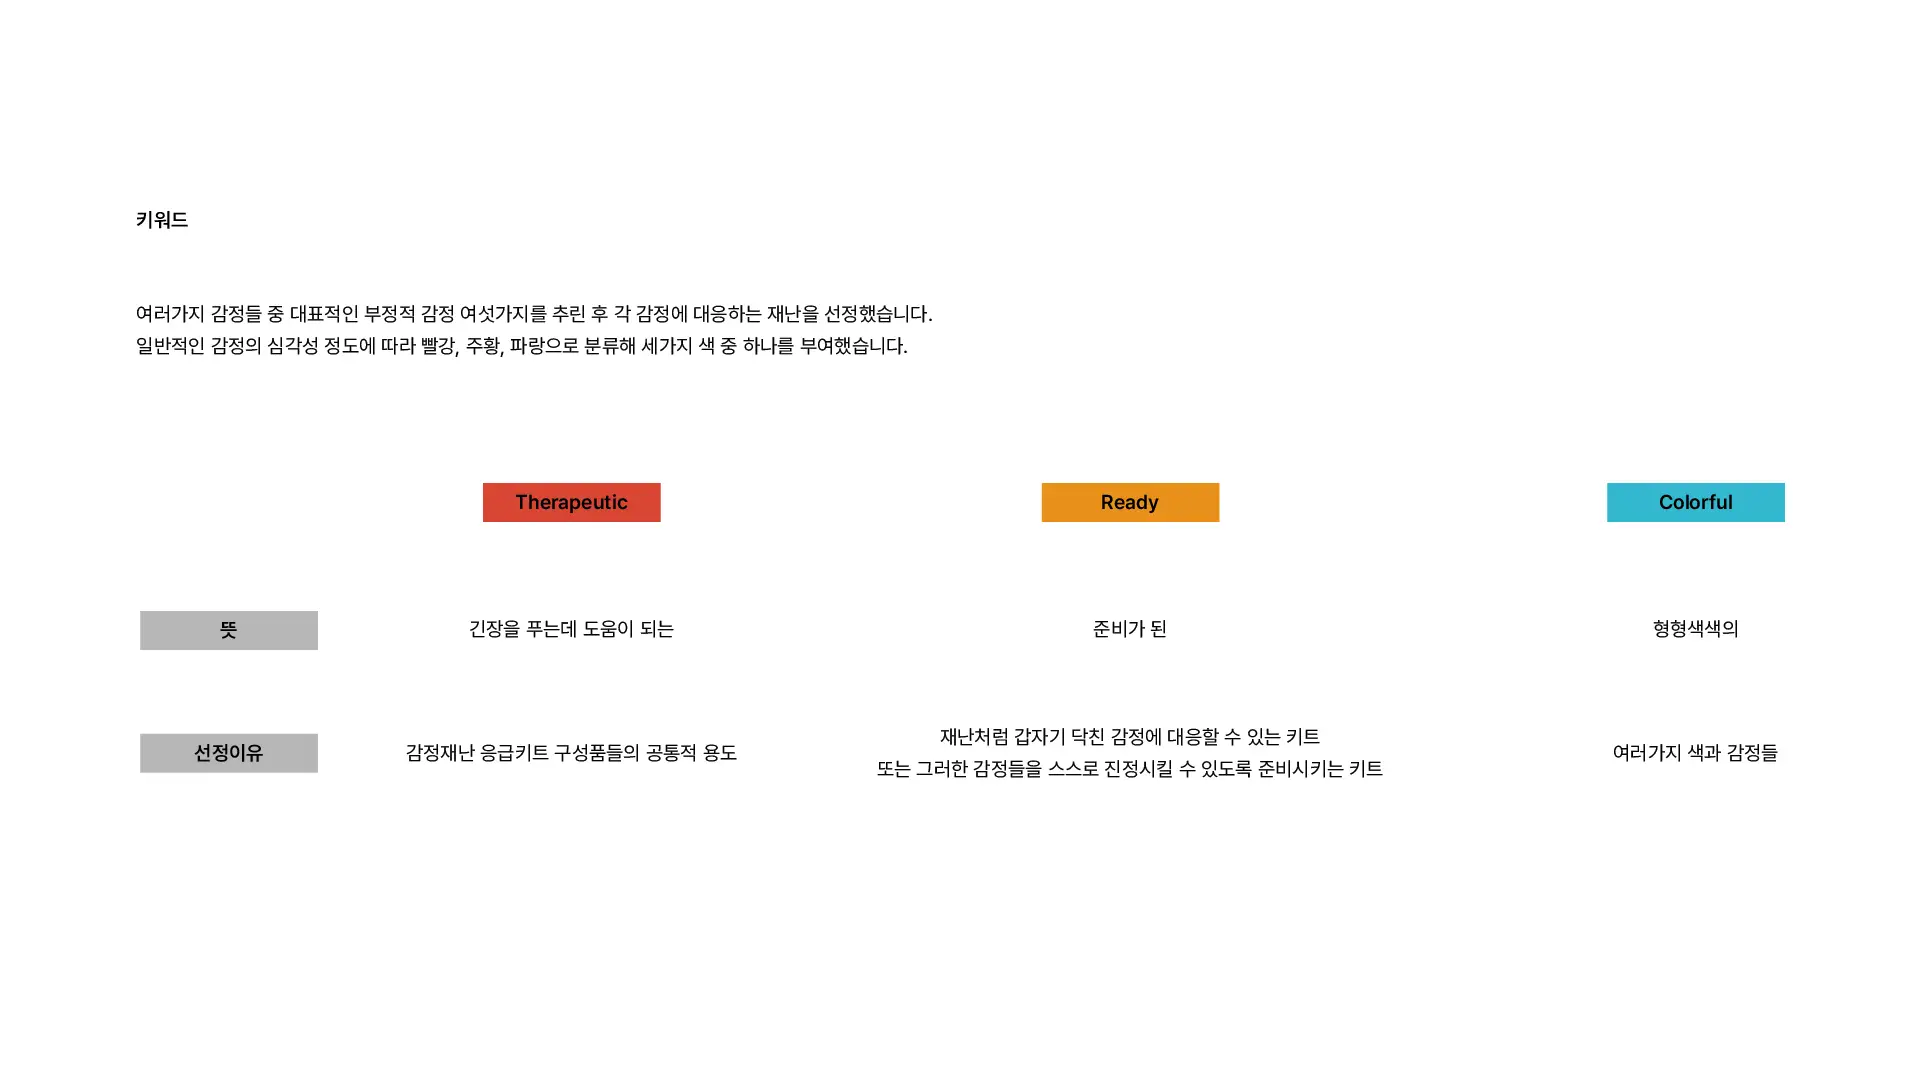 키워드
여러가지 감정들 중 대표적인 부정적 감정 여섯가지를 추린 후 각 감정에 대응하는 재난을 선정했습니다.
일반적인 감정의 심각성 정도에 따라 빨강, 주황, 파랑으로 분류해 세가지 색 중 하나를 부여했습니다.
Therapeutic
Ready
Colorful
뜻
긴장을 푸는데 도움이 되는
준비가 된
형형색색의
선정이유
감정재난 응급키트 구성품들의 공통적 용도
재난처럼 갑자기 닥친 감정에 대응할 수 있는 키트
또는 그러한 감정들을 스스로 진정시킬 수 있도록 준비시키는 키트
여러가지 색과 감정들